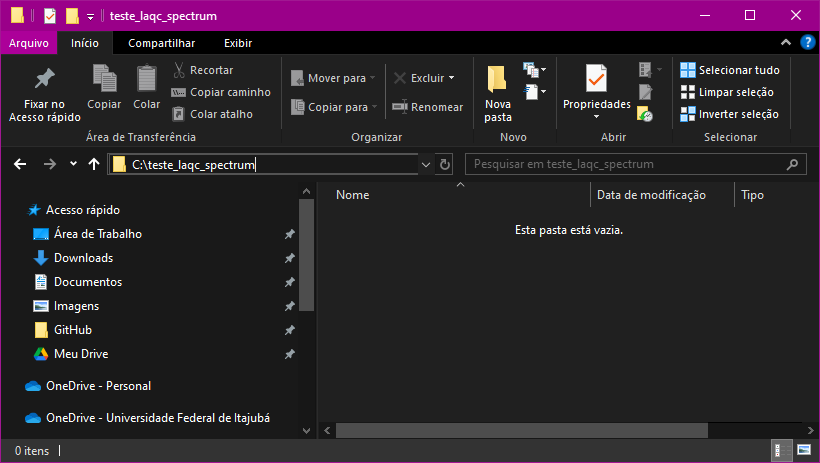 teste_laqc_spectrum
Arquivo Início Compartilhar Exibir
Fixar no
Acesso rápido
Copiar
Colar
Recortar
Copiar caminho
Colar atalho
Área de Transferência
Mover para
Copiar para
Excluir
Renomear
Organizar
Nova
pasta
Novo
Propriedades
Abrir
Selecionar tudo
Limpar seleção
Inverter seleção
Selecionar
C:\teste_laqc_spectrum
Pesquisar em teste_laqc_spectrum
Acesso rápido
Área de Trabalho
Downloads
Documentos
Imagens
GitHub
Meu Drive
OneDrive - Personal
OneDrive - Universidade Federal de Itajubá
Nome Data de modificação Tipo
Esta pasta está vazia.
0 itens